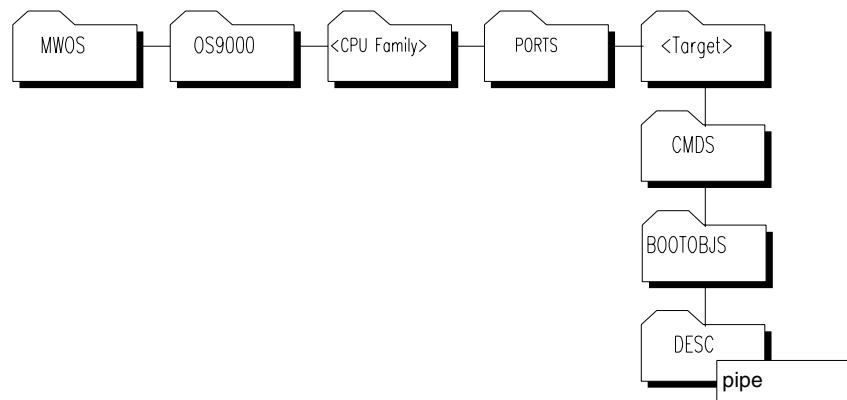 MWOS
OS9000
<CPU Family>
PORTS
<Target>
CMDS
BOOTOBJS
DESC
pipe